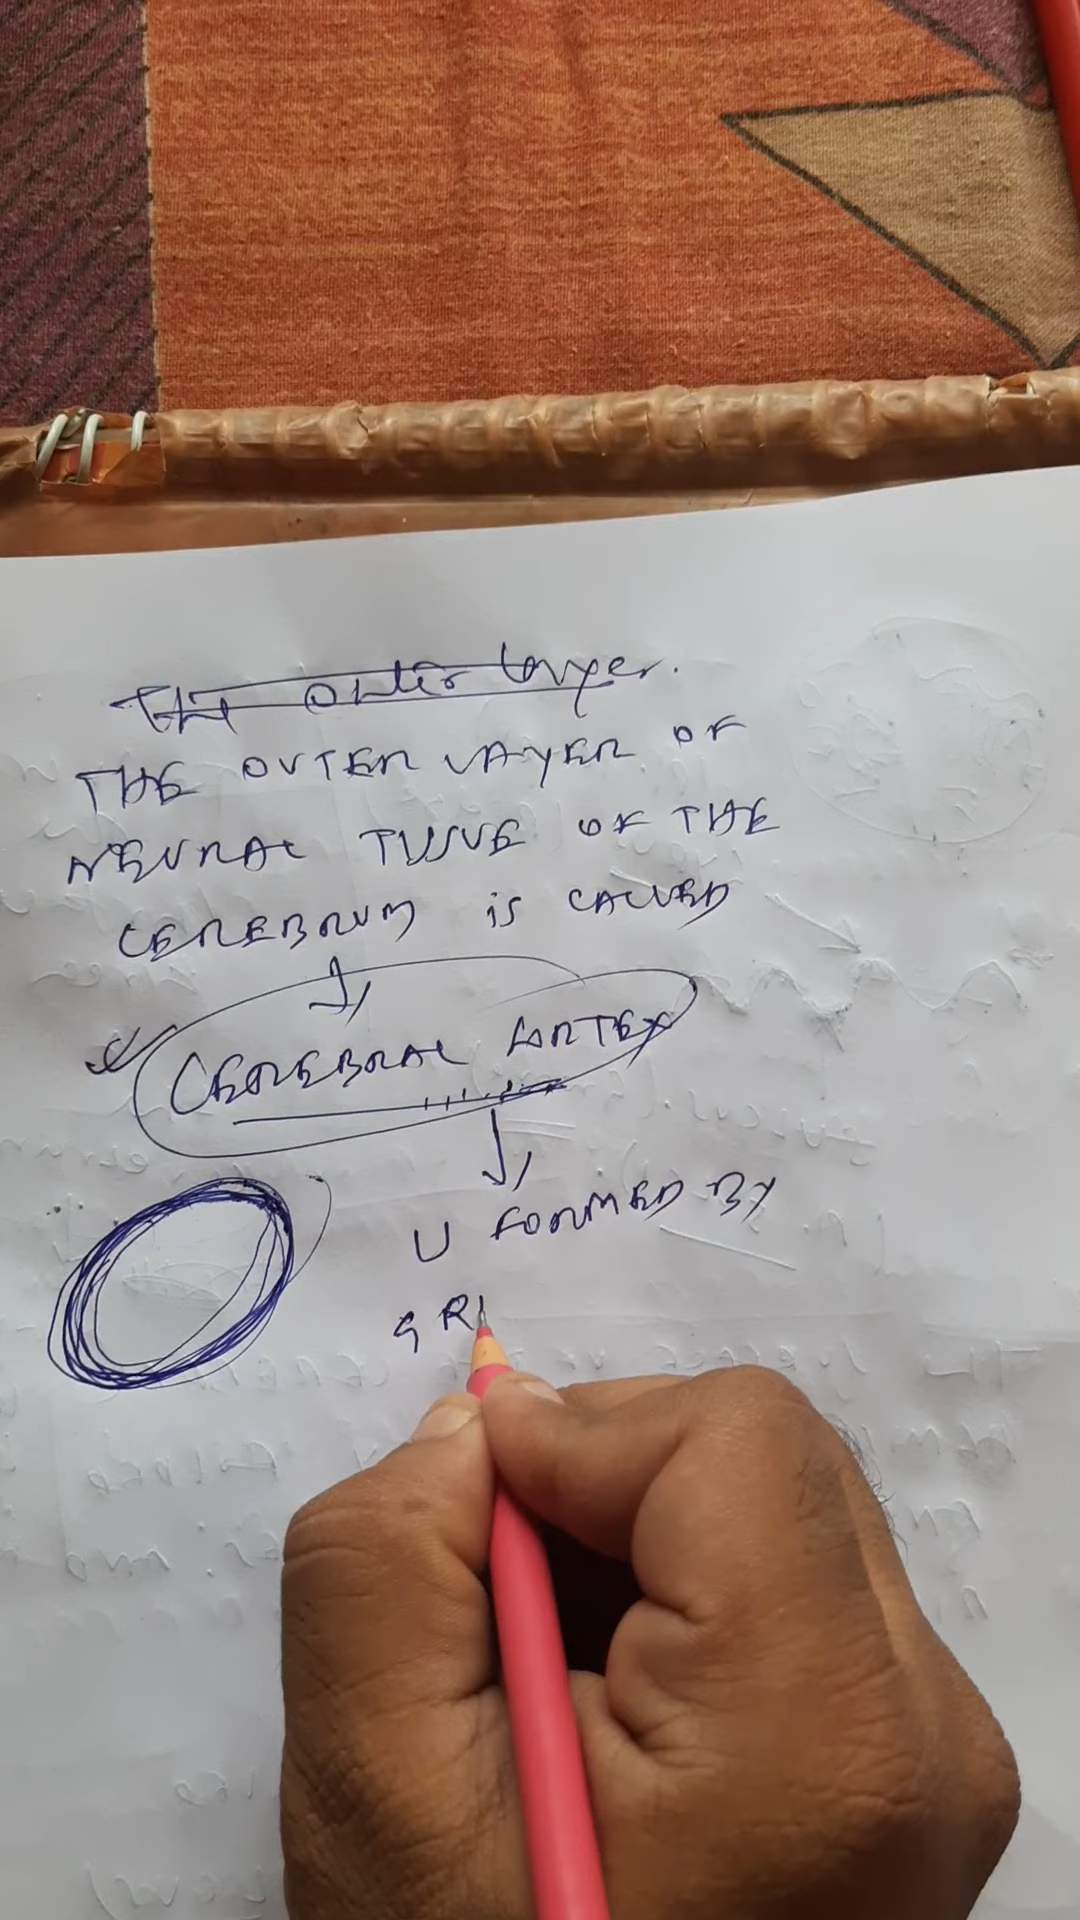 The outer layer.
THE OUTER LAYER OF
NEURAL TISSUE OF THE
CEREBRUM is CALLED
CEREBRAL CORTEX
U FORMED BY
GR